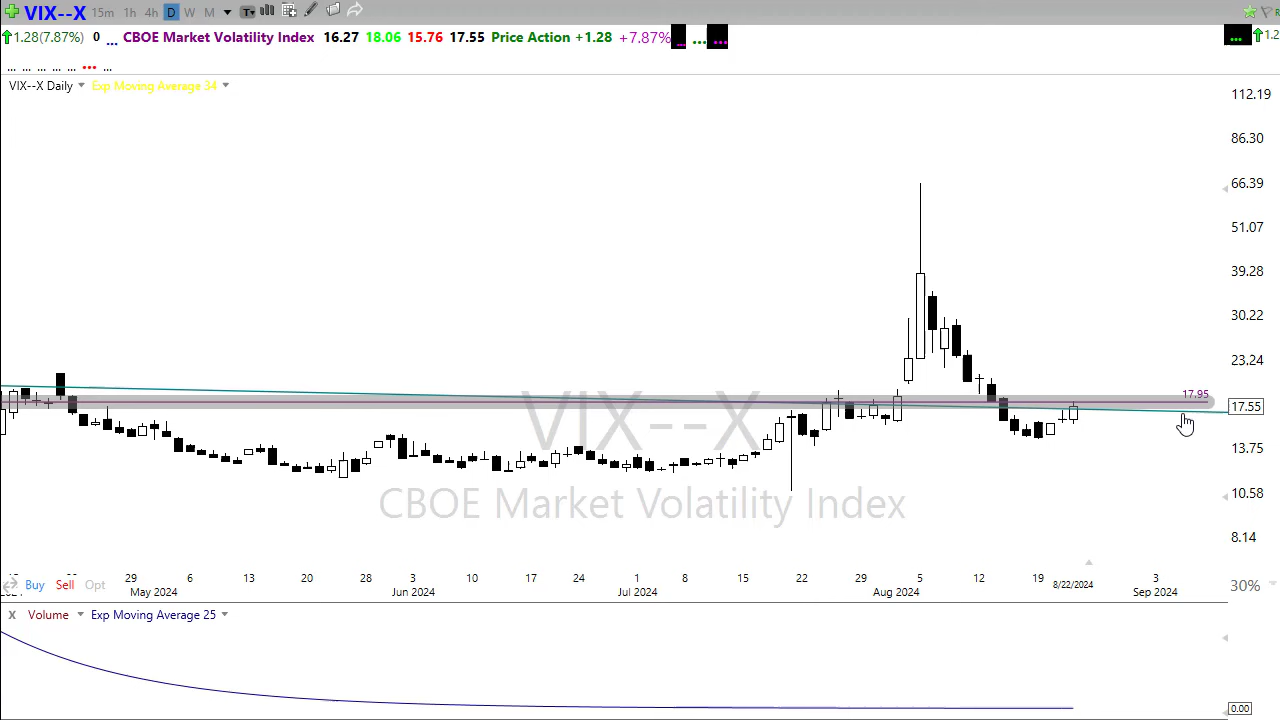 VIX--X 15m 1h 4h D W M T
1.28(7.87%) 0 ... CBOE Market Volatility Index 16.27 18.06 15.76 17.55 Price Action +1.28 +7.87% ... ... ... ... 1.2
... ... ... ... ... ... ...
VIX--X Daily Exp Moving Average 34
112.19
86.30
66.39
51.07
39.28
30.22
23.24
17.95
17.55
13.75
10.58
8.14
VIX--X
CBOE Market Volatility Index
29 6 13 20 28 3 10 17 24 1 8 15 22 29 5 12 19 8/22/2024 3
Buy Sell Opt 30%
May 2024 Jun 2024 Jul 2024 Aug 2024 Sep 2024
X Volume Exp Moving Average 25
0.00